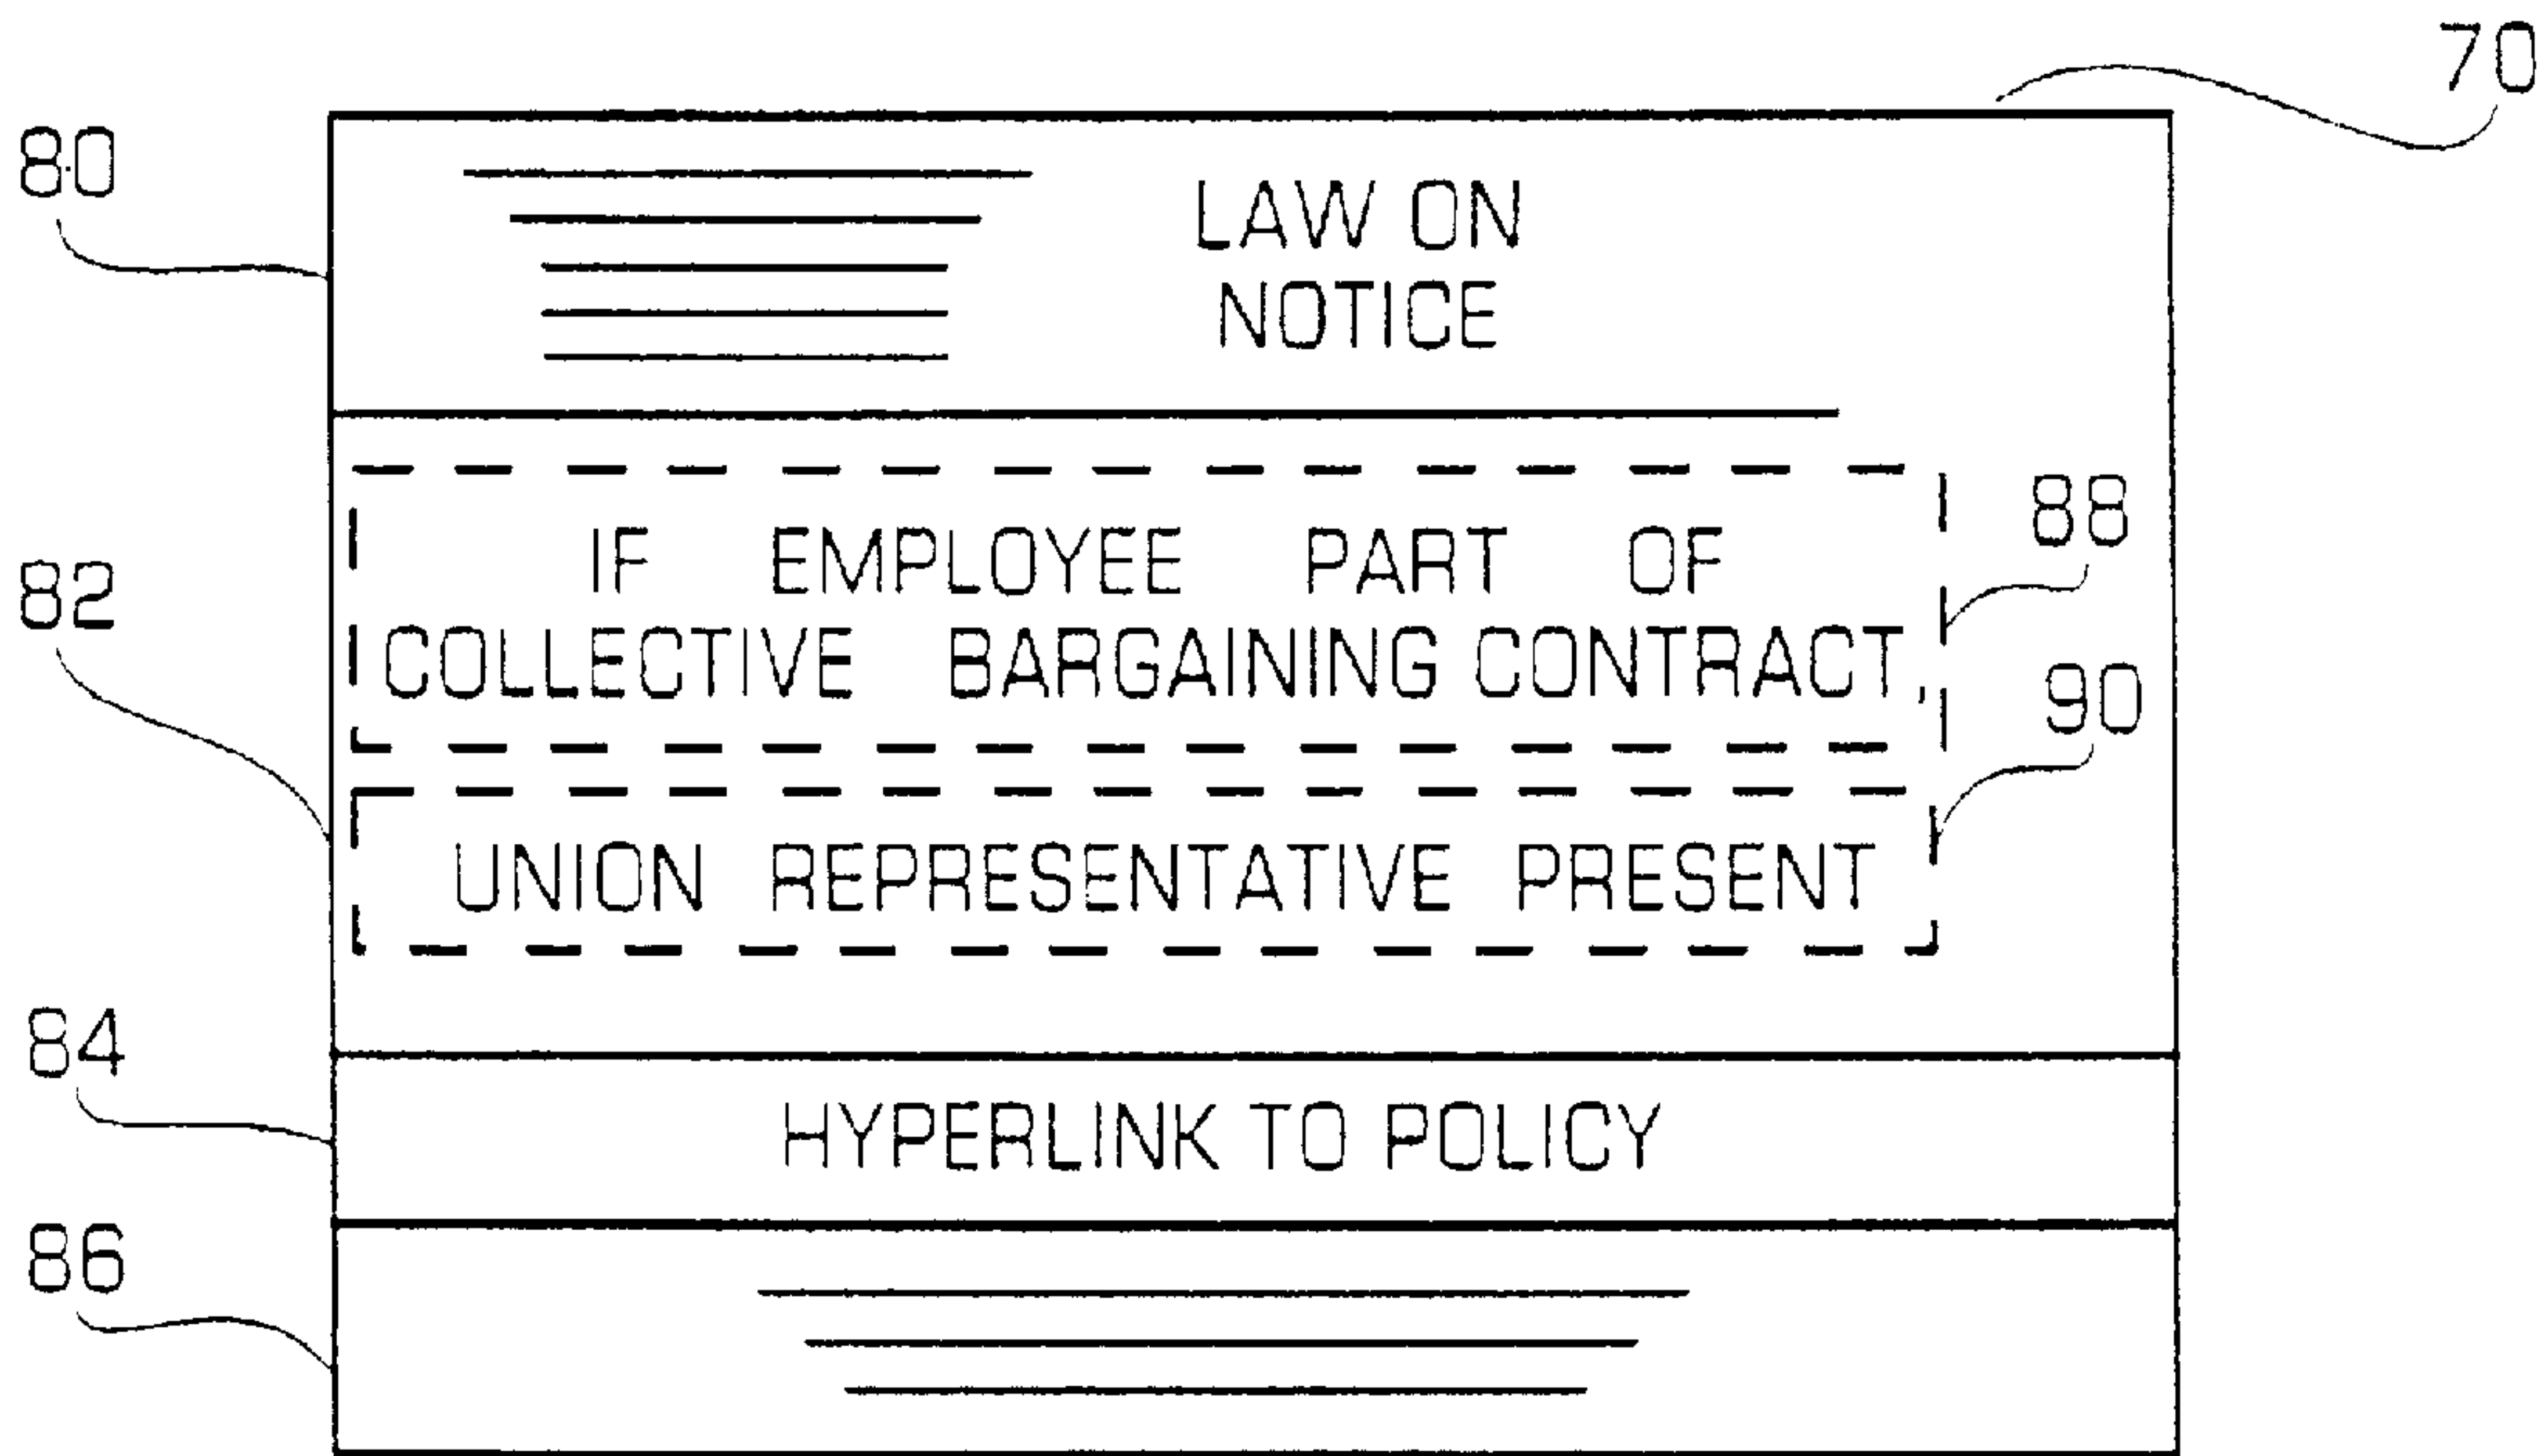 70
80
LAW ON
NOTICE
IF EMPLOYEE PART OF
COLLECTIVE BARGAINING CONTRACT,
88
82
90
UNION REPRESENTATIVE PRESENT
84
HYPERLINK TO POLICY
86